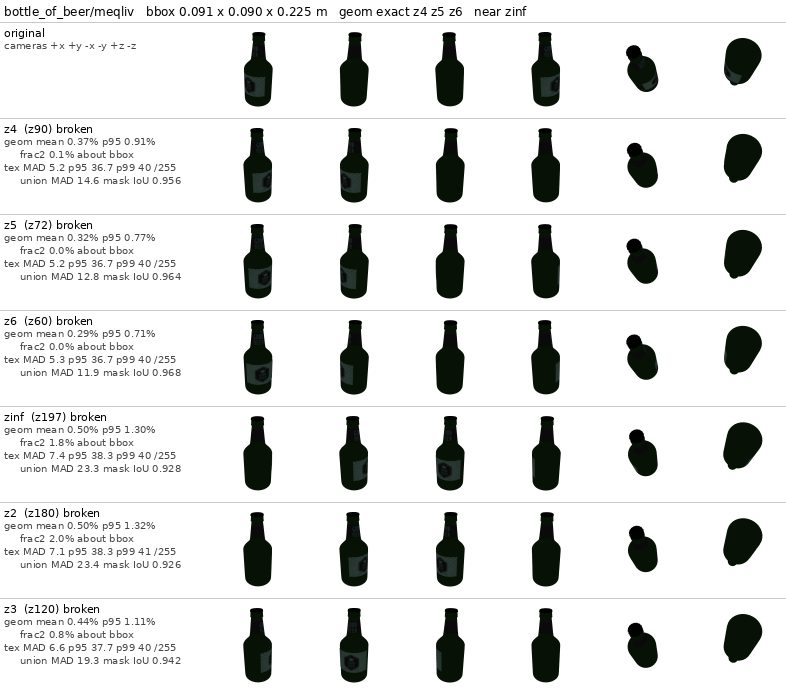 bottle_of_beer/meqliv bbox 0.091 x 0.090 x 0.225 m geom exact z4 z5 z6 near zinf
original
cameras +x +y -x -y +z -z
z4 (z90) broken
geom mean 0.37% p95 0.91%
frac2 0.1% about bbox
tex MAD 5.2 p95 36.7 p99 40 /255
union MAD 14.6 mask IoU 0.956
z5 (z72) broken
geom mean 0.32% p95 0.77%
frac2 0.0% about bbox
tex MAD 5.2 p95 36.7 p99 40 /255
union MAD 12.8 mask IoU 0.964
z6 (z60) broken
geom mean 0.29% p95 0.71%
frac2 0.0% about bbox
tex MAD 5.3 p95 36.7 p99 40 /255
union MAD 11.9 mask IoU 0.968
zinf (z197) broken
geom mean 0.50% p95 1.30%
frac2 1.8% about bbox
tex MAD 7.4 p95 38.3 p99 40 /255
union MAD 23.3 mask IoU 0.928
z2 (z180) broken
geom mean 0.50% p95 1.32%
frac2 2.0% about bbox
tex MAD 7.1 p95 38.3 p99 41 /255
union MAD 23.4 mask IoU 0.926
z3 (z120) broken
geom mean 0.44% p95 1.11%
frac2 0.8% about bbox
tex MAD 6.6 p95 37.7 p99 40 /255
union MAD 19.3 mask IoU 0.942